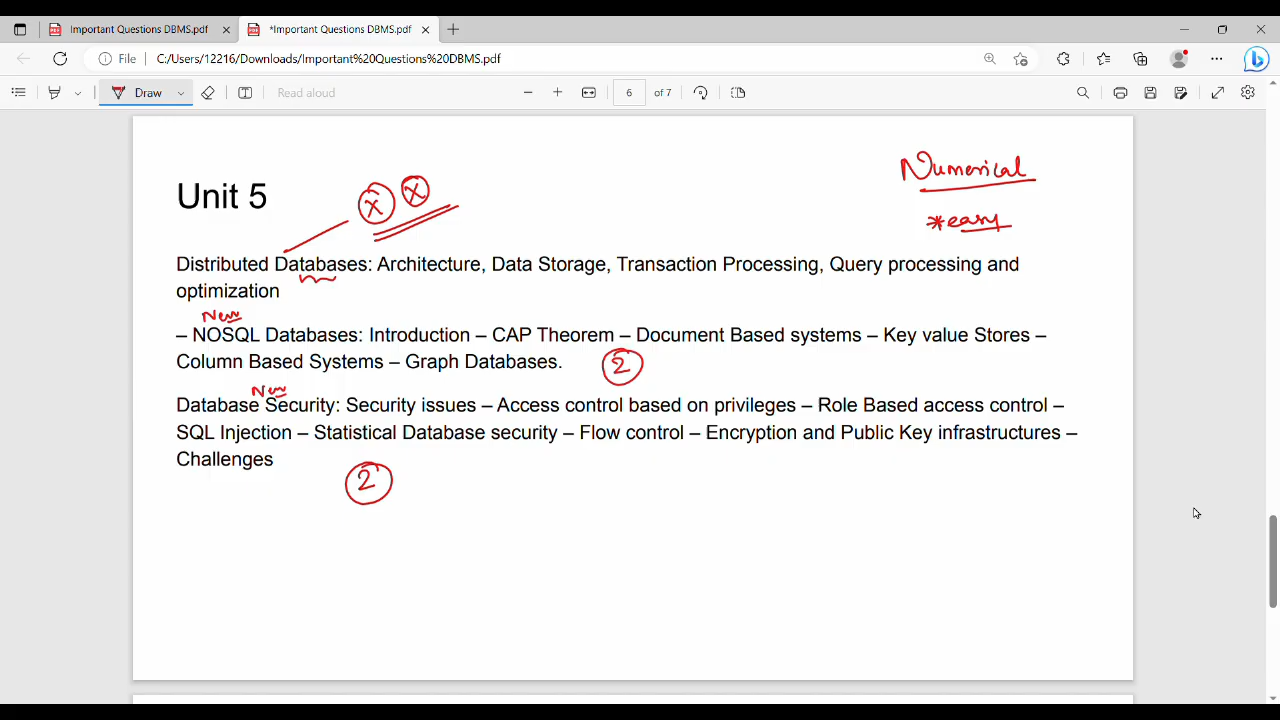 Important Questions DBMS.pdf
*Important Questions DBMS.pdf
File C:/Users/12216/Downloads/Important%20Questions%20DBMS.pdf
Draw
Read aloud
6 of 7
Numerical
*easy
Unit 5
x x
Distributed Databases: Architecture, Data Storage, Transaction Processing, Query processing and
optimization
New
– NOSQL Databases: Introduction – CAP Theorem – Document Based systems – Key value Stores –
Column Based Systems – Graph Databases.
2
New
Database Security: Security issues – Access control based on privileges – Role Based access control –
SQL Injection – Statistical Database security – Flow control – Encryption and Public Key infrastructures –
Challenges
2